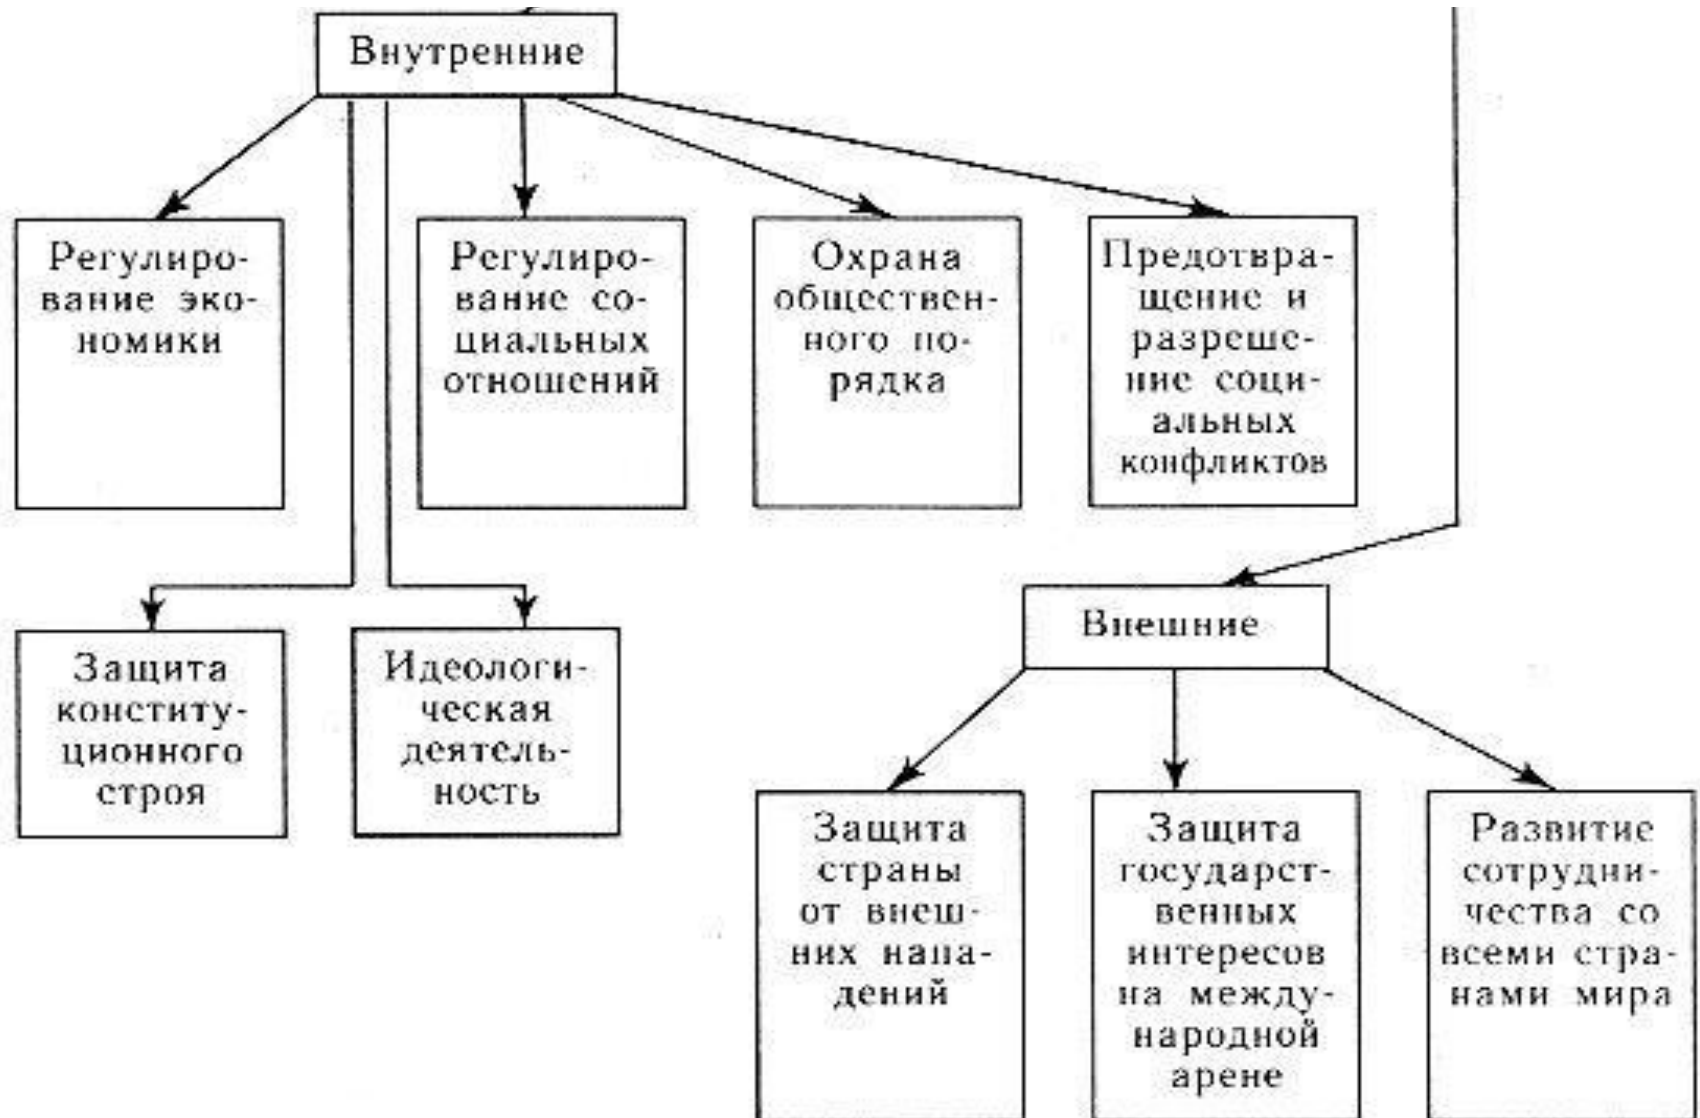 Внутренние
Регулиро-
вание эко-
номики
Регулиро-
вание со-
циальных
отношений
Охрана
обществен-
ного по-
рядка
Предотвра-
щение и
разреше-
ние соци-
альных
конфликтов
Защита
конститу-
ционного
строя
Идеологи-
ческая
деятель-
ность
Внешние
Защита
страны
от внеш-
них напа-
дений
Защита
государст-
венных
интересов
на между-
народной
арене
Развитие
сотрудни-
чества со
всеми стра-
нами мира